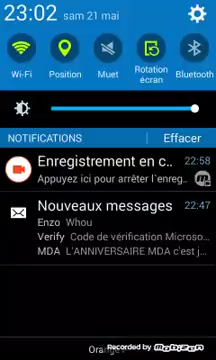 23:02 sam 21 mai
Wi-Fi Position Muet Rotation écran Bluetooth
NOTIFICATIONS Effacer
Enregistrement en c.. 22:58
Appuyez ici pour arrêter l`enreg..
Nouveaux messages 22:47
Enzo Whou
Verify Code de vérification Microso..
MDA L'ANNIVERSAIRE MDA c'est j..
Orange F
Recorded by Mobizen